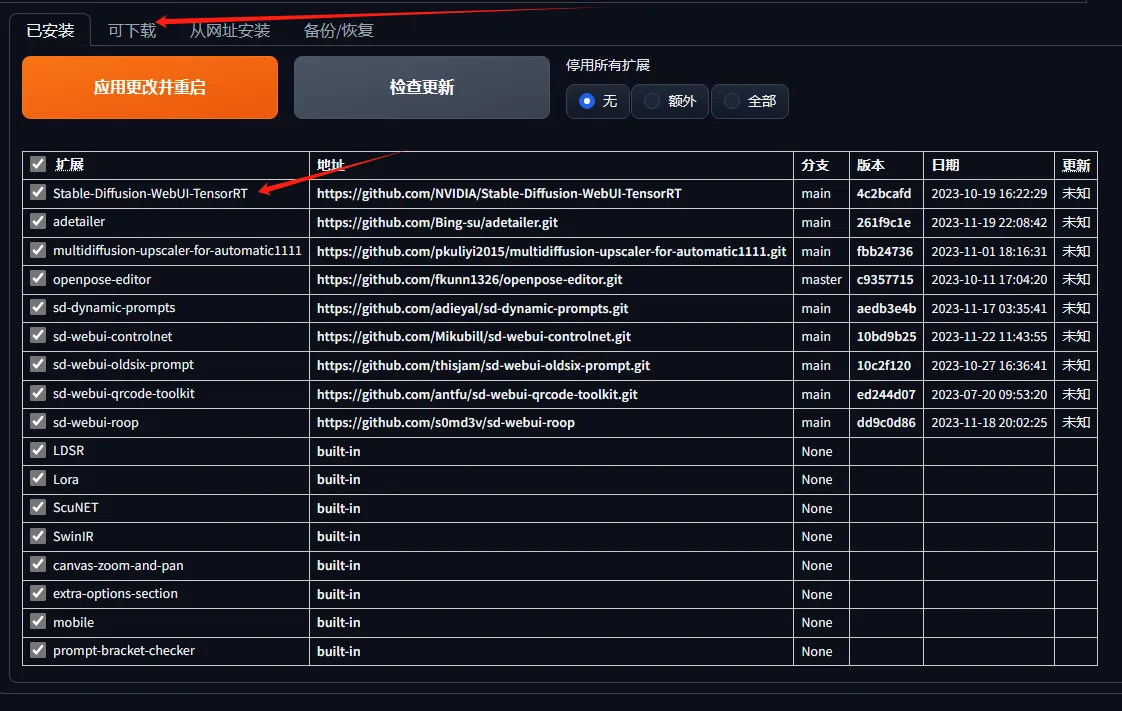 已安装 可下载 从网址安装 备份/恢复
应用更改并重启 检查更新 停用所有扩展
无 额外 全部
扩展 地址 分支 版本 日期 更新
Stable-Diffusion-WebUI-TensorRT https://github.com/NVIDIA/Stable-Diffusion-WebUI-TensorRT main 4c2bcafd 2023-10-19 16:22:29 未知
adetailer https://github.com/Bing-su/adetailer.git main 261f9c1e 2023-11-19 22:08:42 未知
multidiffusion-upscaler-for-automatic1111 https://github.com/pkuliyi2015/multidiffusion-upscaler-for-automatic1111.git main fbb24736 2023-11-01 18:16:31 未知
openpose-editor https://github.com/fkunn1326/openpose-editor.git master c9357715 2023-10-11 17:04:20 未知
sd-dynamic-prompts https://github.com/adieyal/sd-dynamic-prompts.git main aedb3e4b 2023-11-17 03:35:41 未知
sd-webui-controlnet https://github.com/Mikubill/sd-webui-controlnet.git main 10bd9b25 2023-11-22 11:43:55 未知
sd-webui-oldsix-prompt https://github.com/thisjam/sd-webui-oldsix-prompt.git main 10c2f120 2023-10-27 16:36:41 未知
sd-webui-qrcode-toolkit https://github.com/antfu/sd-webui-qrcode-toolkit.git main ed244d07 2023-07-20 09:53:20 未知
sd-webui-roop https://github.com/s0md3v/sd-webui-roop main dd9c0d86 2023-11-18 20:02:25 未知
LDSR built-in None
Lora built-in None
ScuNET built-in None
SwinIR built-in None
canvas-zoom-and-pan built-in None
extra-options-section built-in None
mobile built-in None
prompt-bracket-checker built-in None